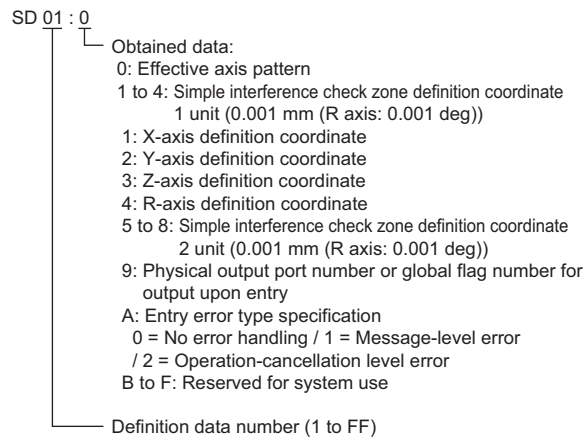 SD 01 : 0
Obtained data:
0: Effective axis pattern
1 to 4: Simple interference check zone definition coordinate
1 unit (0.001 mm (R axis: 0.001 deg))
1: X-axis definition coordinate
2: Y-axis definition coordinate
3: Z-axis definition coordinate
4: R-axis definition coordinate
5 to 8: Simple interference check zone definition coordinate
2 unit (0.001 mm (R axis: 0.001 deg))
9: Physical output port number or global flag number for
output upon entry
A: Entry error type specification
0 = No error handling / 1 = Message-level error
/ 2 = Operation-cancellation level error
B to F: Reserved for system use
Definition data number (1 to FF)